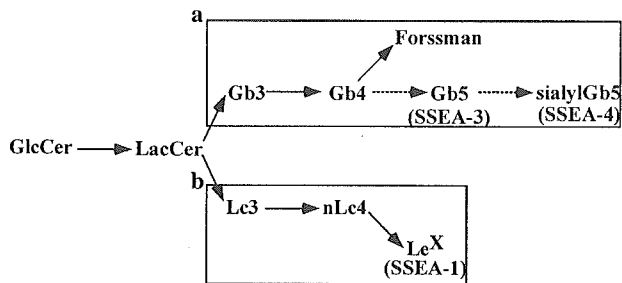 a
Forssman
Gb3 Gb4 Gb5 sialylGb5
(SSEA-3) (SSEA-4)
GlcCer LacCer
b
Lc3 nLc4
LeX
(SSEA-1)